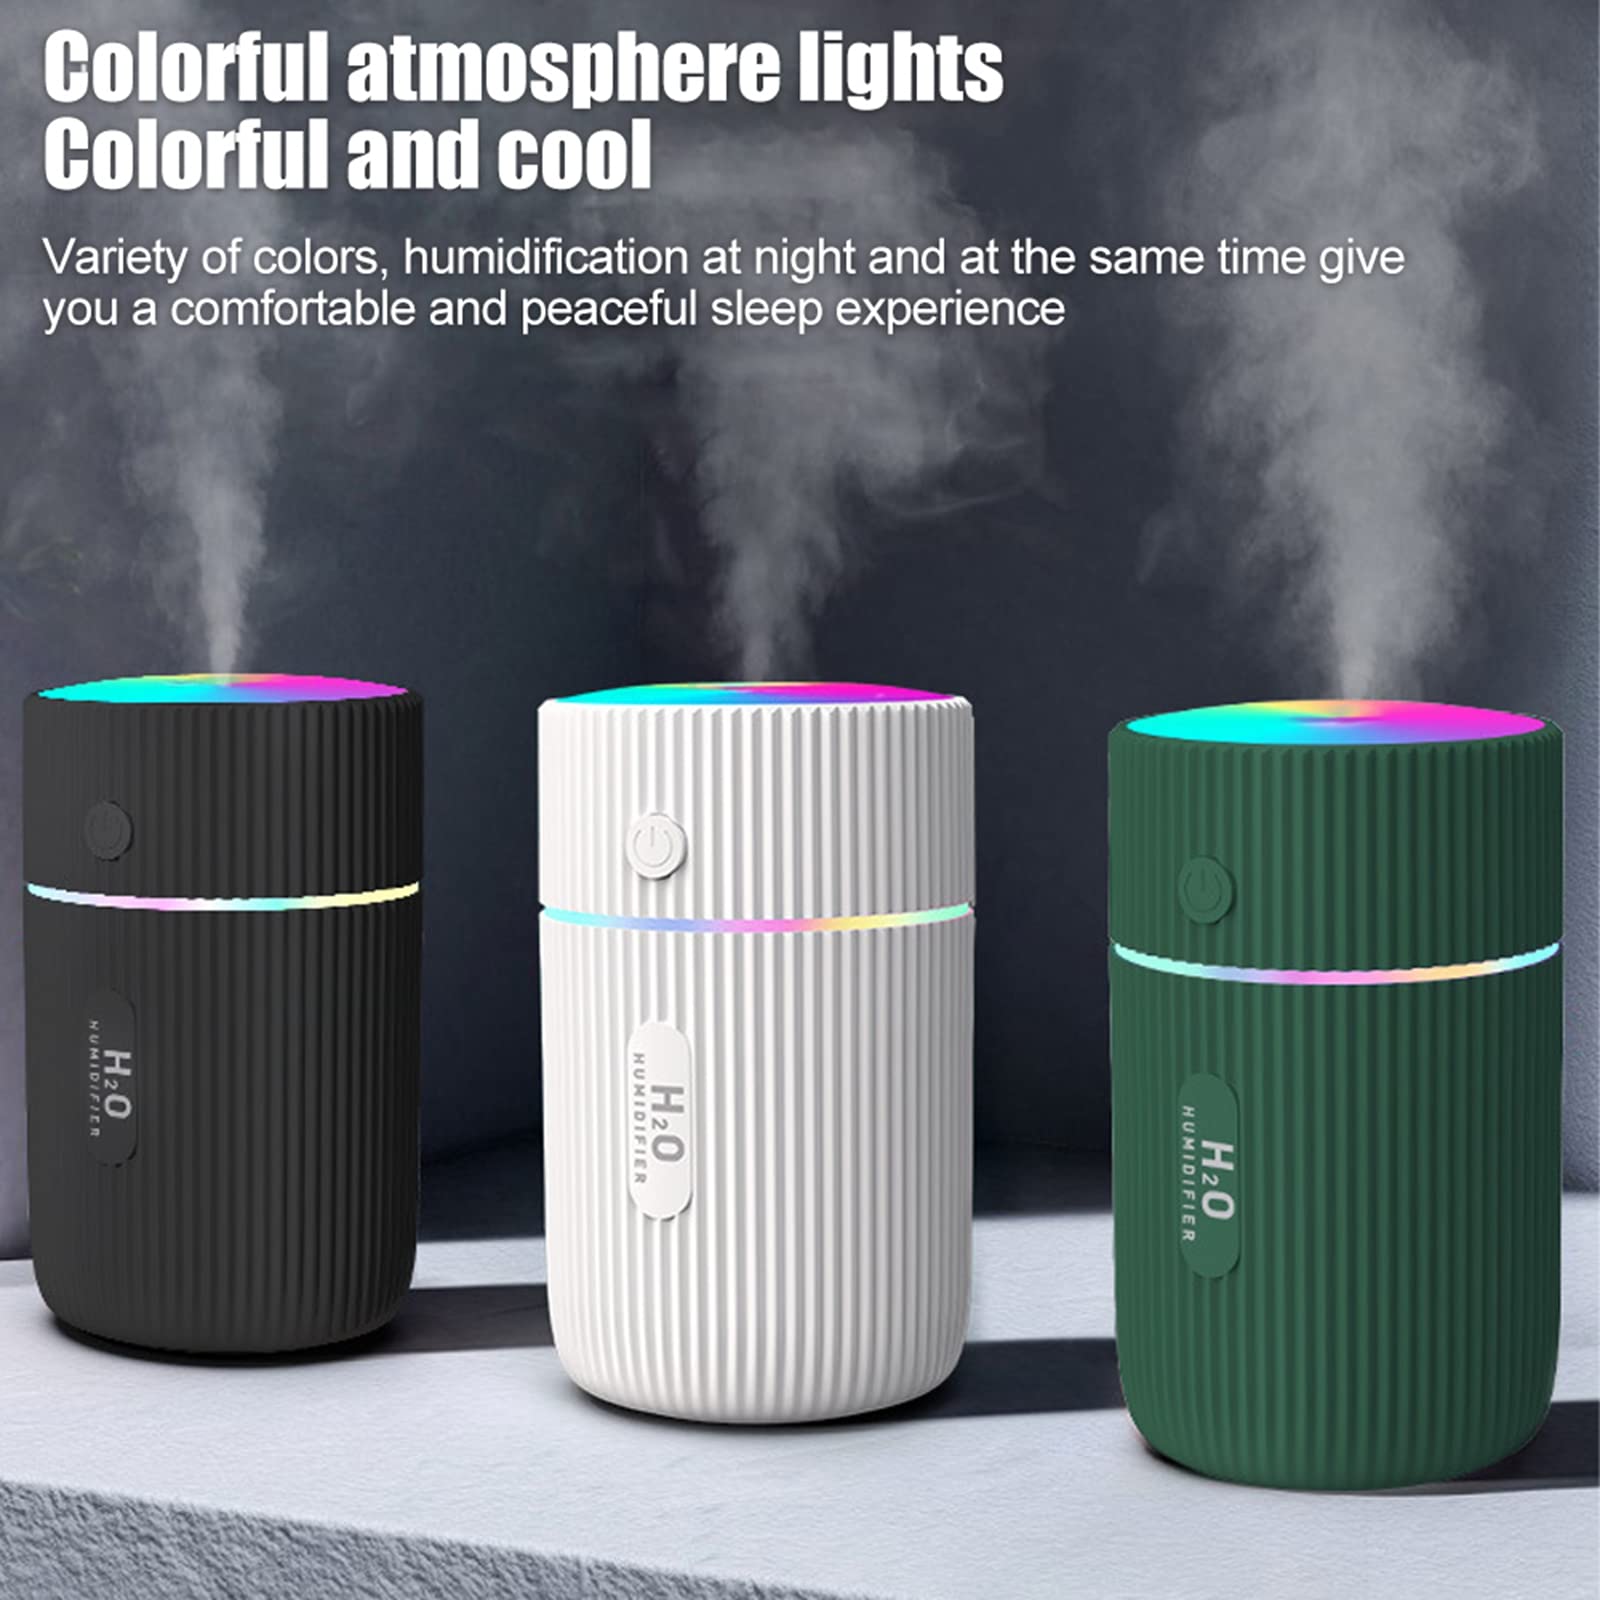 Colorful atmosphere lights
Colorful and cool
Variety of colors, humidification at night and at the same time give
you a comfortable and peaceful sleep experience
H₂O
HUMIDIFIER
H₂O
HUMIDIFIER
H₂O
HUMIDIFIER